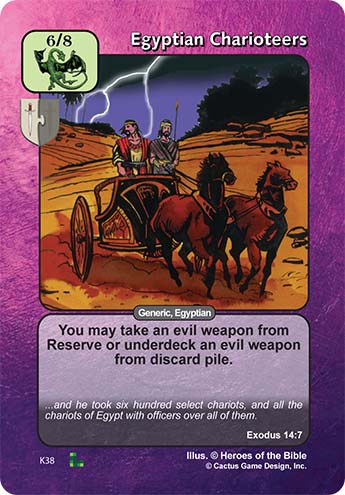 6/8
Egyptian Charioteers
Generic, Egyptian
You may take an evil weapon from
Reserve or underdeck an evil weapon
from discard pile.
...and he took six hundred select chariots, and all the
chariots of Egypt with officers over all of them.
Exodus 14:7
K38
Illus. © Heroes of the Bible
© Cactus Game Design, Inc.